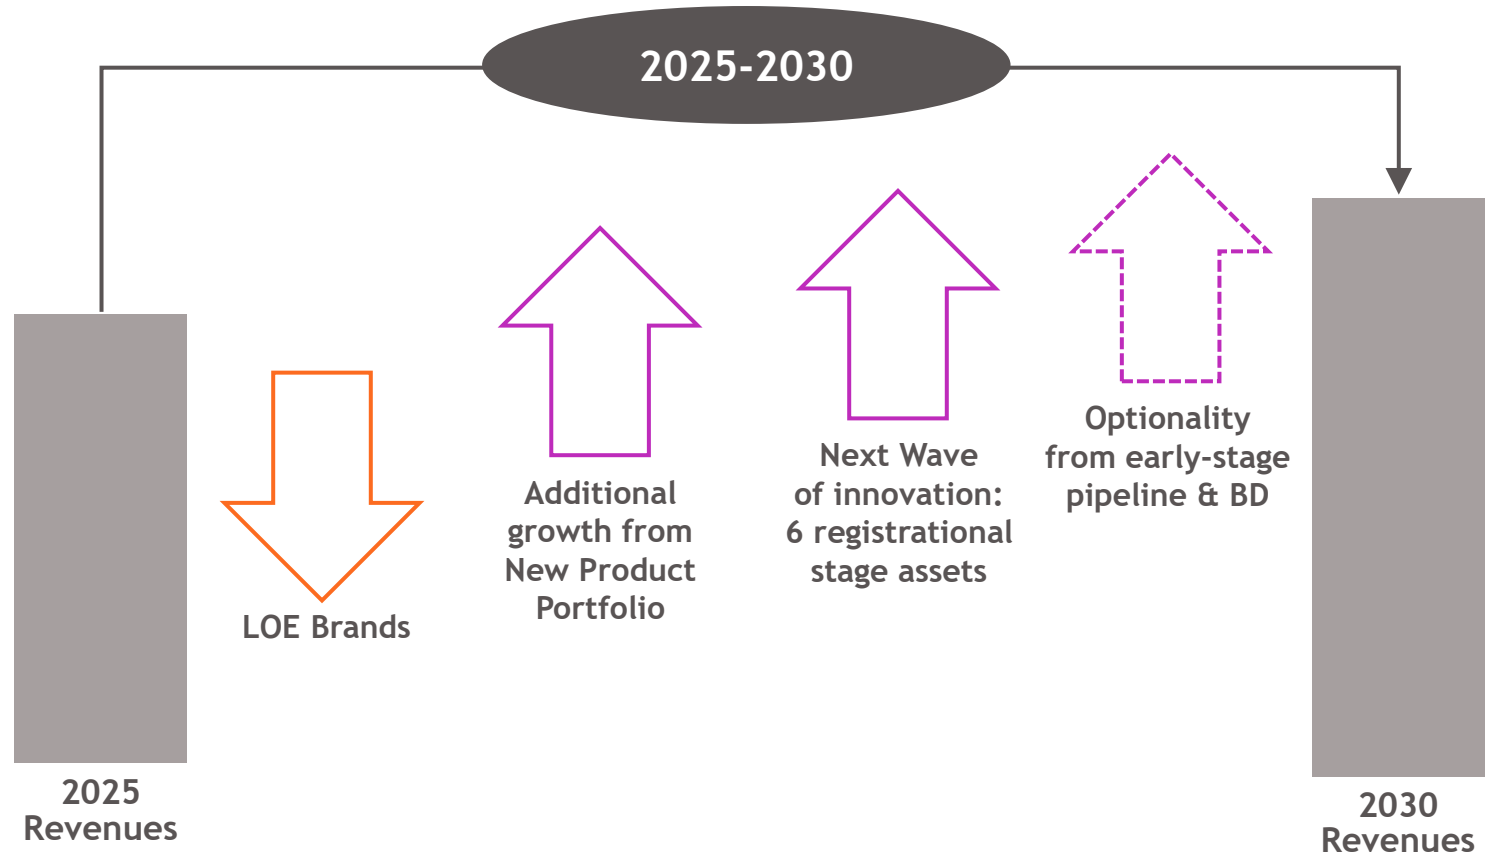 2025-2030
LOE Brands
Additional
growth from
New Product
Portfolio
Next Wave
of innovation:
6 registrational
stage assets
Optionality
from early-stage
pipeline & BD
2025
Revenues
2030
Revenues